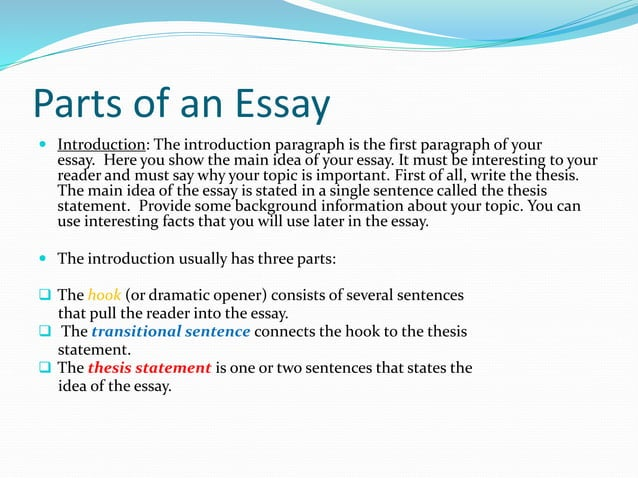 Parts of an Essay
• Introduction: The introduction paragraph is the first paragraph of your
essay.  Here you show the main idea of your essay. It must be interesting to your
reader and must say why your topic is important. First of all, write the thesis.
The main idea of the essay is stated in a single sentence called the thesis
statement.  Provide some background information about your topic. You can
use interesting facts that you will use later in the essay.
• The introduction usually has three parts:
❑ The hook (or dramatic opener) consists of several sentences
that pull the reader into the essay.
❑ The transitional sentence connects the hook to the thesis
statement.
❑ The thesis statement is one or two sentences that states the
idea of the essay.